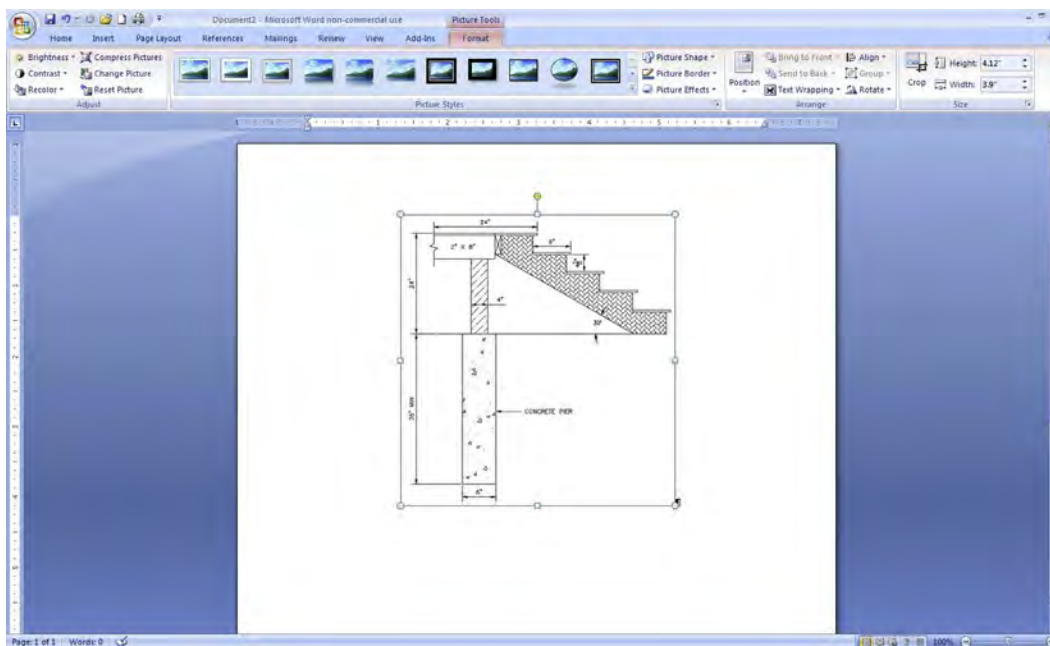 Document2 - Microsoft Word non-commercial use
Picture Tools
Home Insert Page Layout References Mailings Review View Add-Ins Format
Brightness Compress Pictures
Contrast Change Picture
Recolor Reset Picture
Adjust
Picture Styles
Picture Shape
Picture Border
Picture Effects
Position
Bring to Front
Send to Back
Text Wrapping
Align
Group
Rotate
Arrange
Crop
Height: 4.12"
Width: 3.9"
Size
24"
2" X 8"
9"
24"
4"
30°
36" MIN
CONCRETE PIER
6"
Page: 1 of 1 Words: 0
100%